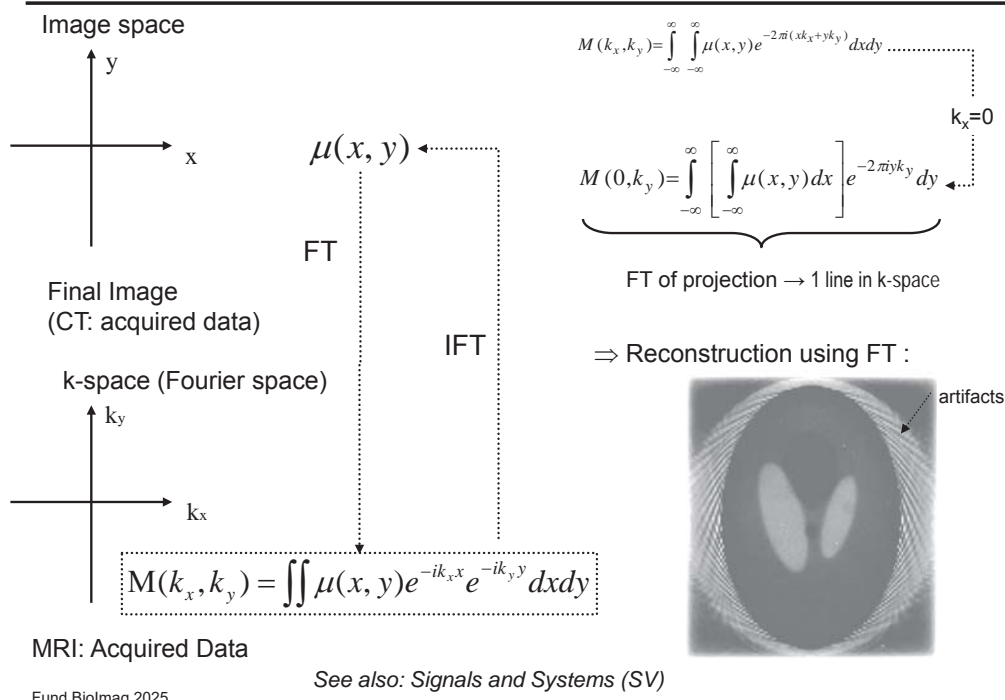 Image space
y
x
μ(x, y)
FT
IFT
Final Image
(CT: acquired data)
k-space (Fourier space)
k_y
k_x
M(k_x, k_y) = ∬ μ(x, y)e^{-ik_x x} e^{-ik_y y} dxdy
MRI: Acquired Data
M(k_x,k_y)=∫_{-∞}^{∞} ∫_{-∞}^{∞} μ(x, y)e^{-2πi(xk_x+yk_y)} dxdy
k_x=0
M(0,k_y)=∫_{-∞}^{∞} [∫_{-∞}^{∞} μ(x, y)dx] e^{-2πiyk_y} dy
FT of projection → 1 line in k-space
⇒ Reconstruction using FT :
artifacts
See also: Signals and Systems (SV)
Fund BioImag 2025